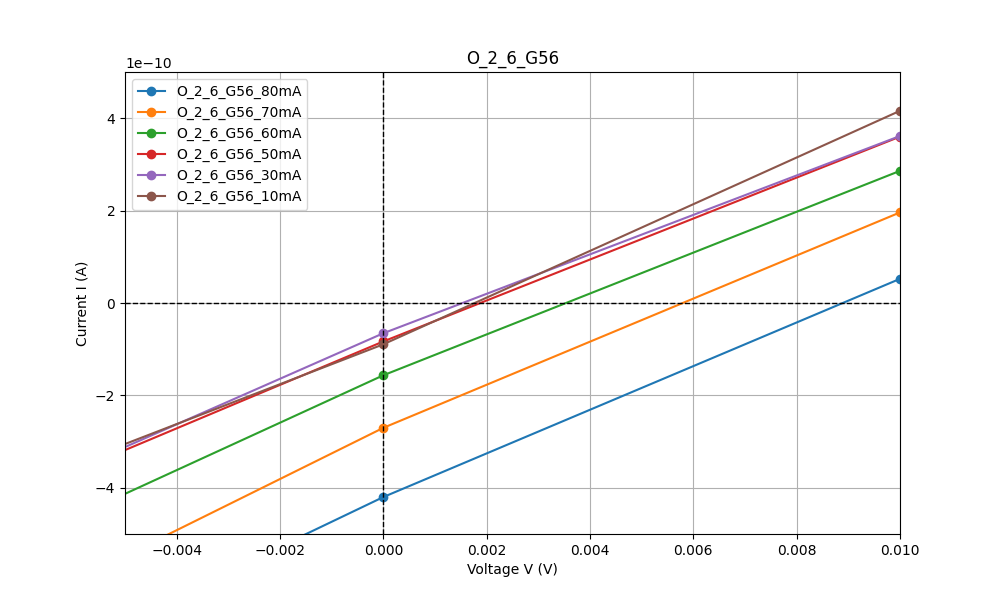 O_2_6_G56
1e−10
O_2_6_G56_80mA
O_2_6_G56_70mA
O_2_6_G56_60mA
O_2_6_G56_50mA
O_2_6_G56_30mA
O_2_6_G56_10mA
4
2
0
−2
−4
Current I (A)
−0.004 −0.002 0.000 0.002 0.004 0.006 0.008 0.010
Voltage V (V)